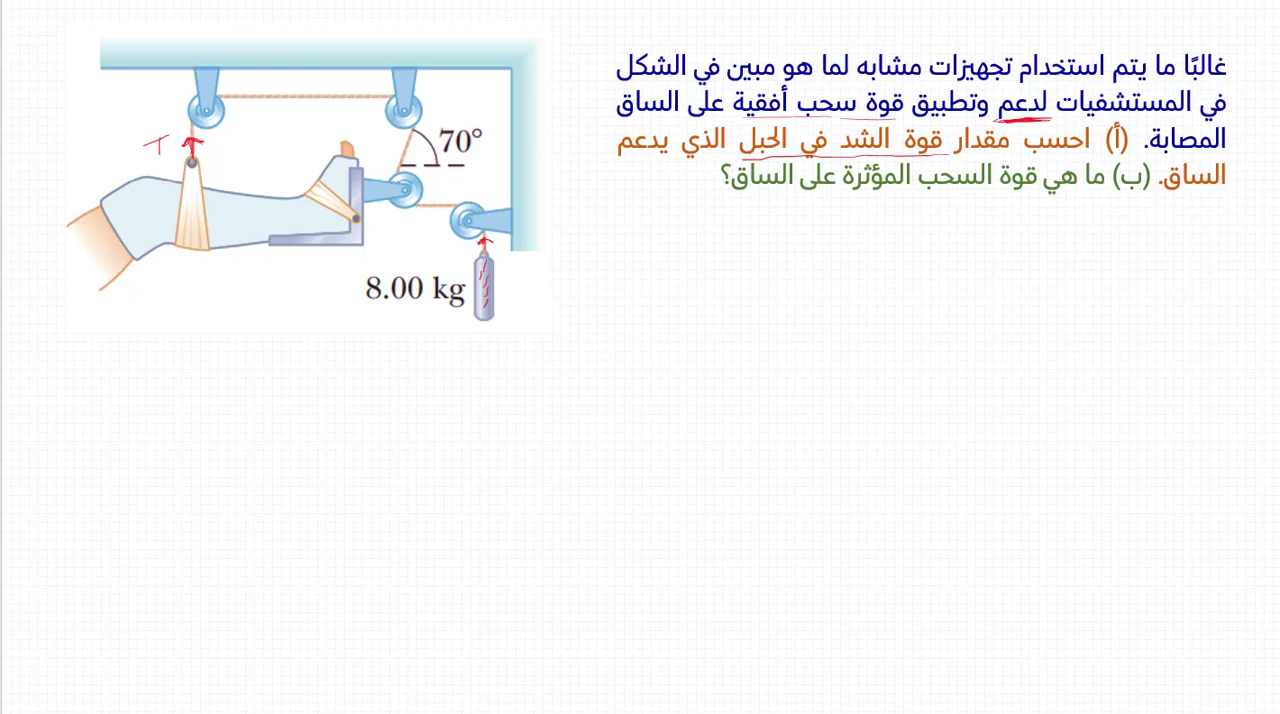 غالبًا ما يتم استخدام تجهيزات مشابه لما هو مبين في الشكل
في المستشفيات لدعم وتطبيق قوة سحب أفقية على الساق
المصابة. (أ) احسب مقدار قوة الشد في الحبل الذي يدعم
الساق. (ب) ما هي قوة السحب المؤثرة على الساق؟
70°
T
8.00 kg